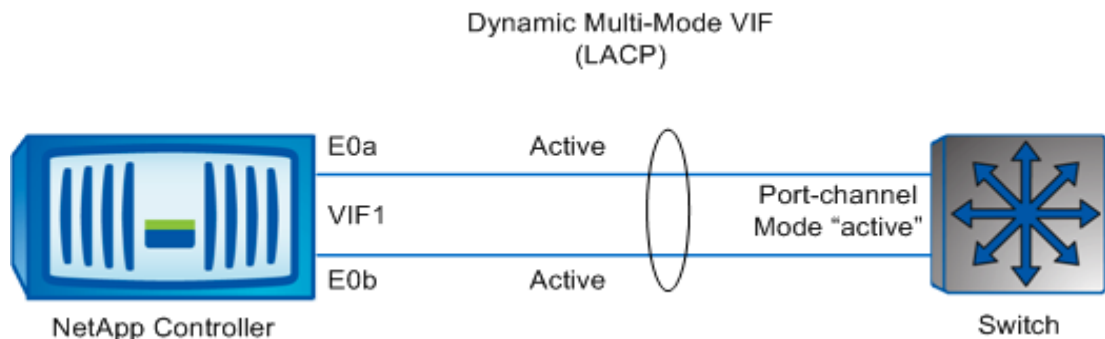 Dynamic Multi-Mode VIF
(LACP)
E0a
Active
VIF1
Port-channel
Mode “active”
E0b
Active
NetApp Controller
Switch